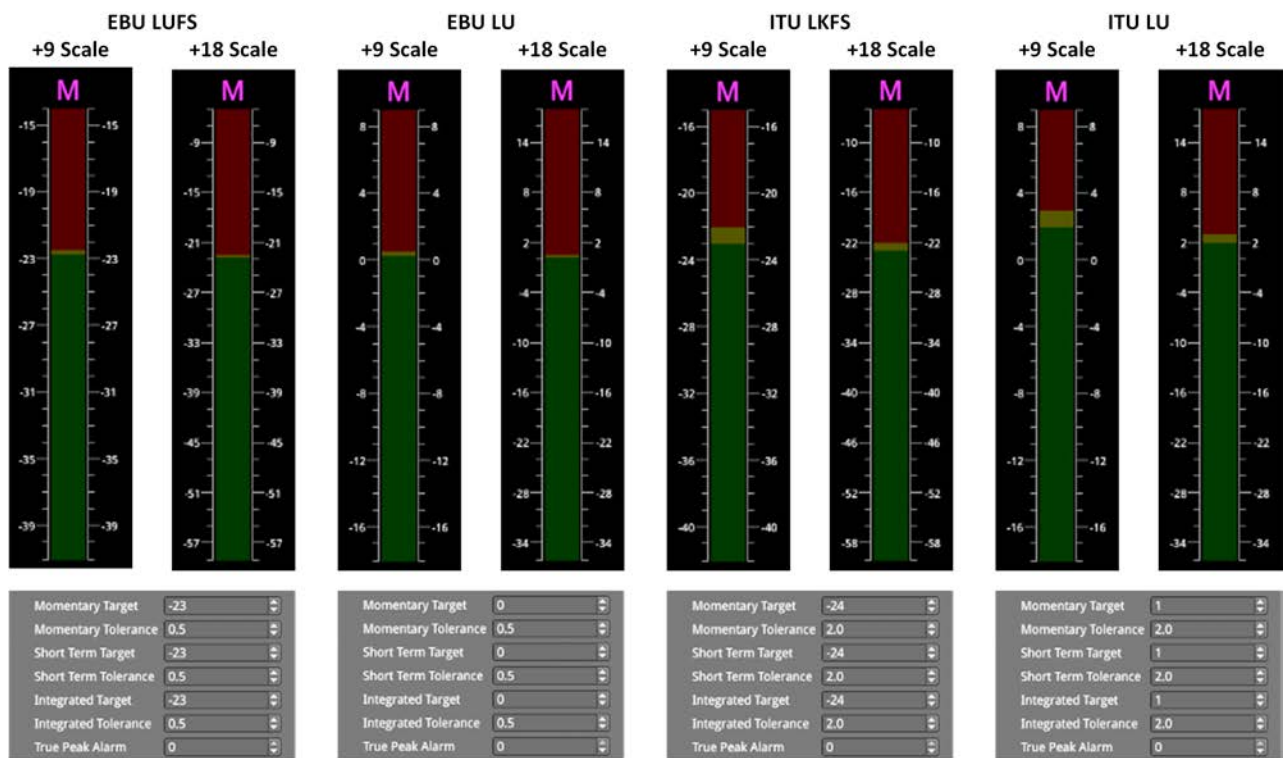 EBU LUFS
+9 Scale +18 Scale
M
-15 -15
-19 -19
-23 -23
-27 -27
-31 -31
-35 -35
-39 -39
M
-9 -9
-15 -15
-21 -21
-27 -27
-33 -33
-39 -39
-45 -45
-51 -51
-57 -57
Momentary Target -23
Momentary Tolerance 0.5
Short Term Target -23
Short Term Tolerance 0.5
Integrated Target -23
Integrated Tolerance 0.5
True Peak Alarm 0
EBU LU
+9 Scale +18 Scale
M
8 8
4 4
0 0
-4 -4
-8 -8
-12 -12
-16 -16
M
14 14
8 8
2 2
-4 -4
-10 -10
-16 -16
-22 -22
-28 -28
-34 -34
Momentary Target 0
Momentary Tolerance 0.5
Short Term Target 0
Short Term Tolerance 0.5
Integrated Target 0
Integrated Tolerance 0.5
True Peak Alarm 0
ITU LKFS
+9 Scale +18 Scale
M
-16 -16
-20 -20
-24 -24
-28 -28
-32 -32
-36 -36
-40 -40
M
-10 -10
-16 -16
-22 -22
-28 -28
-34 -34
-40 -40
-46 -46
-52 -52
-58 -58
Momentary Target -24
Momentary Tolerance 2.0
Short Term Target -24
Short Term Tolerance 2.0
Integrated Target -24
Integrated Tolerance 2.0
True Peak Alarm 0
ITU LU
+9 Scale +18 Scale
M
8 8
4 4
0 0
-4 -4
-8 -8
-12 -12
-16 -16
M
14 14
8 8
2 2
-4 -4
-10 -10
-16 -16
-22 -22
-28 -28
-34 -34
Momentary Target 1
Momentary Tolerance 2.0
Short Term Target 1
Short Term Tolerance 2.0
Integrated Target 1
Integrated Tolerance 2.0
True Peak Alarm 0